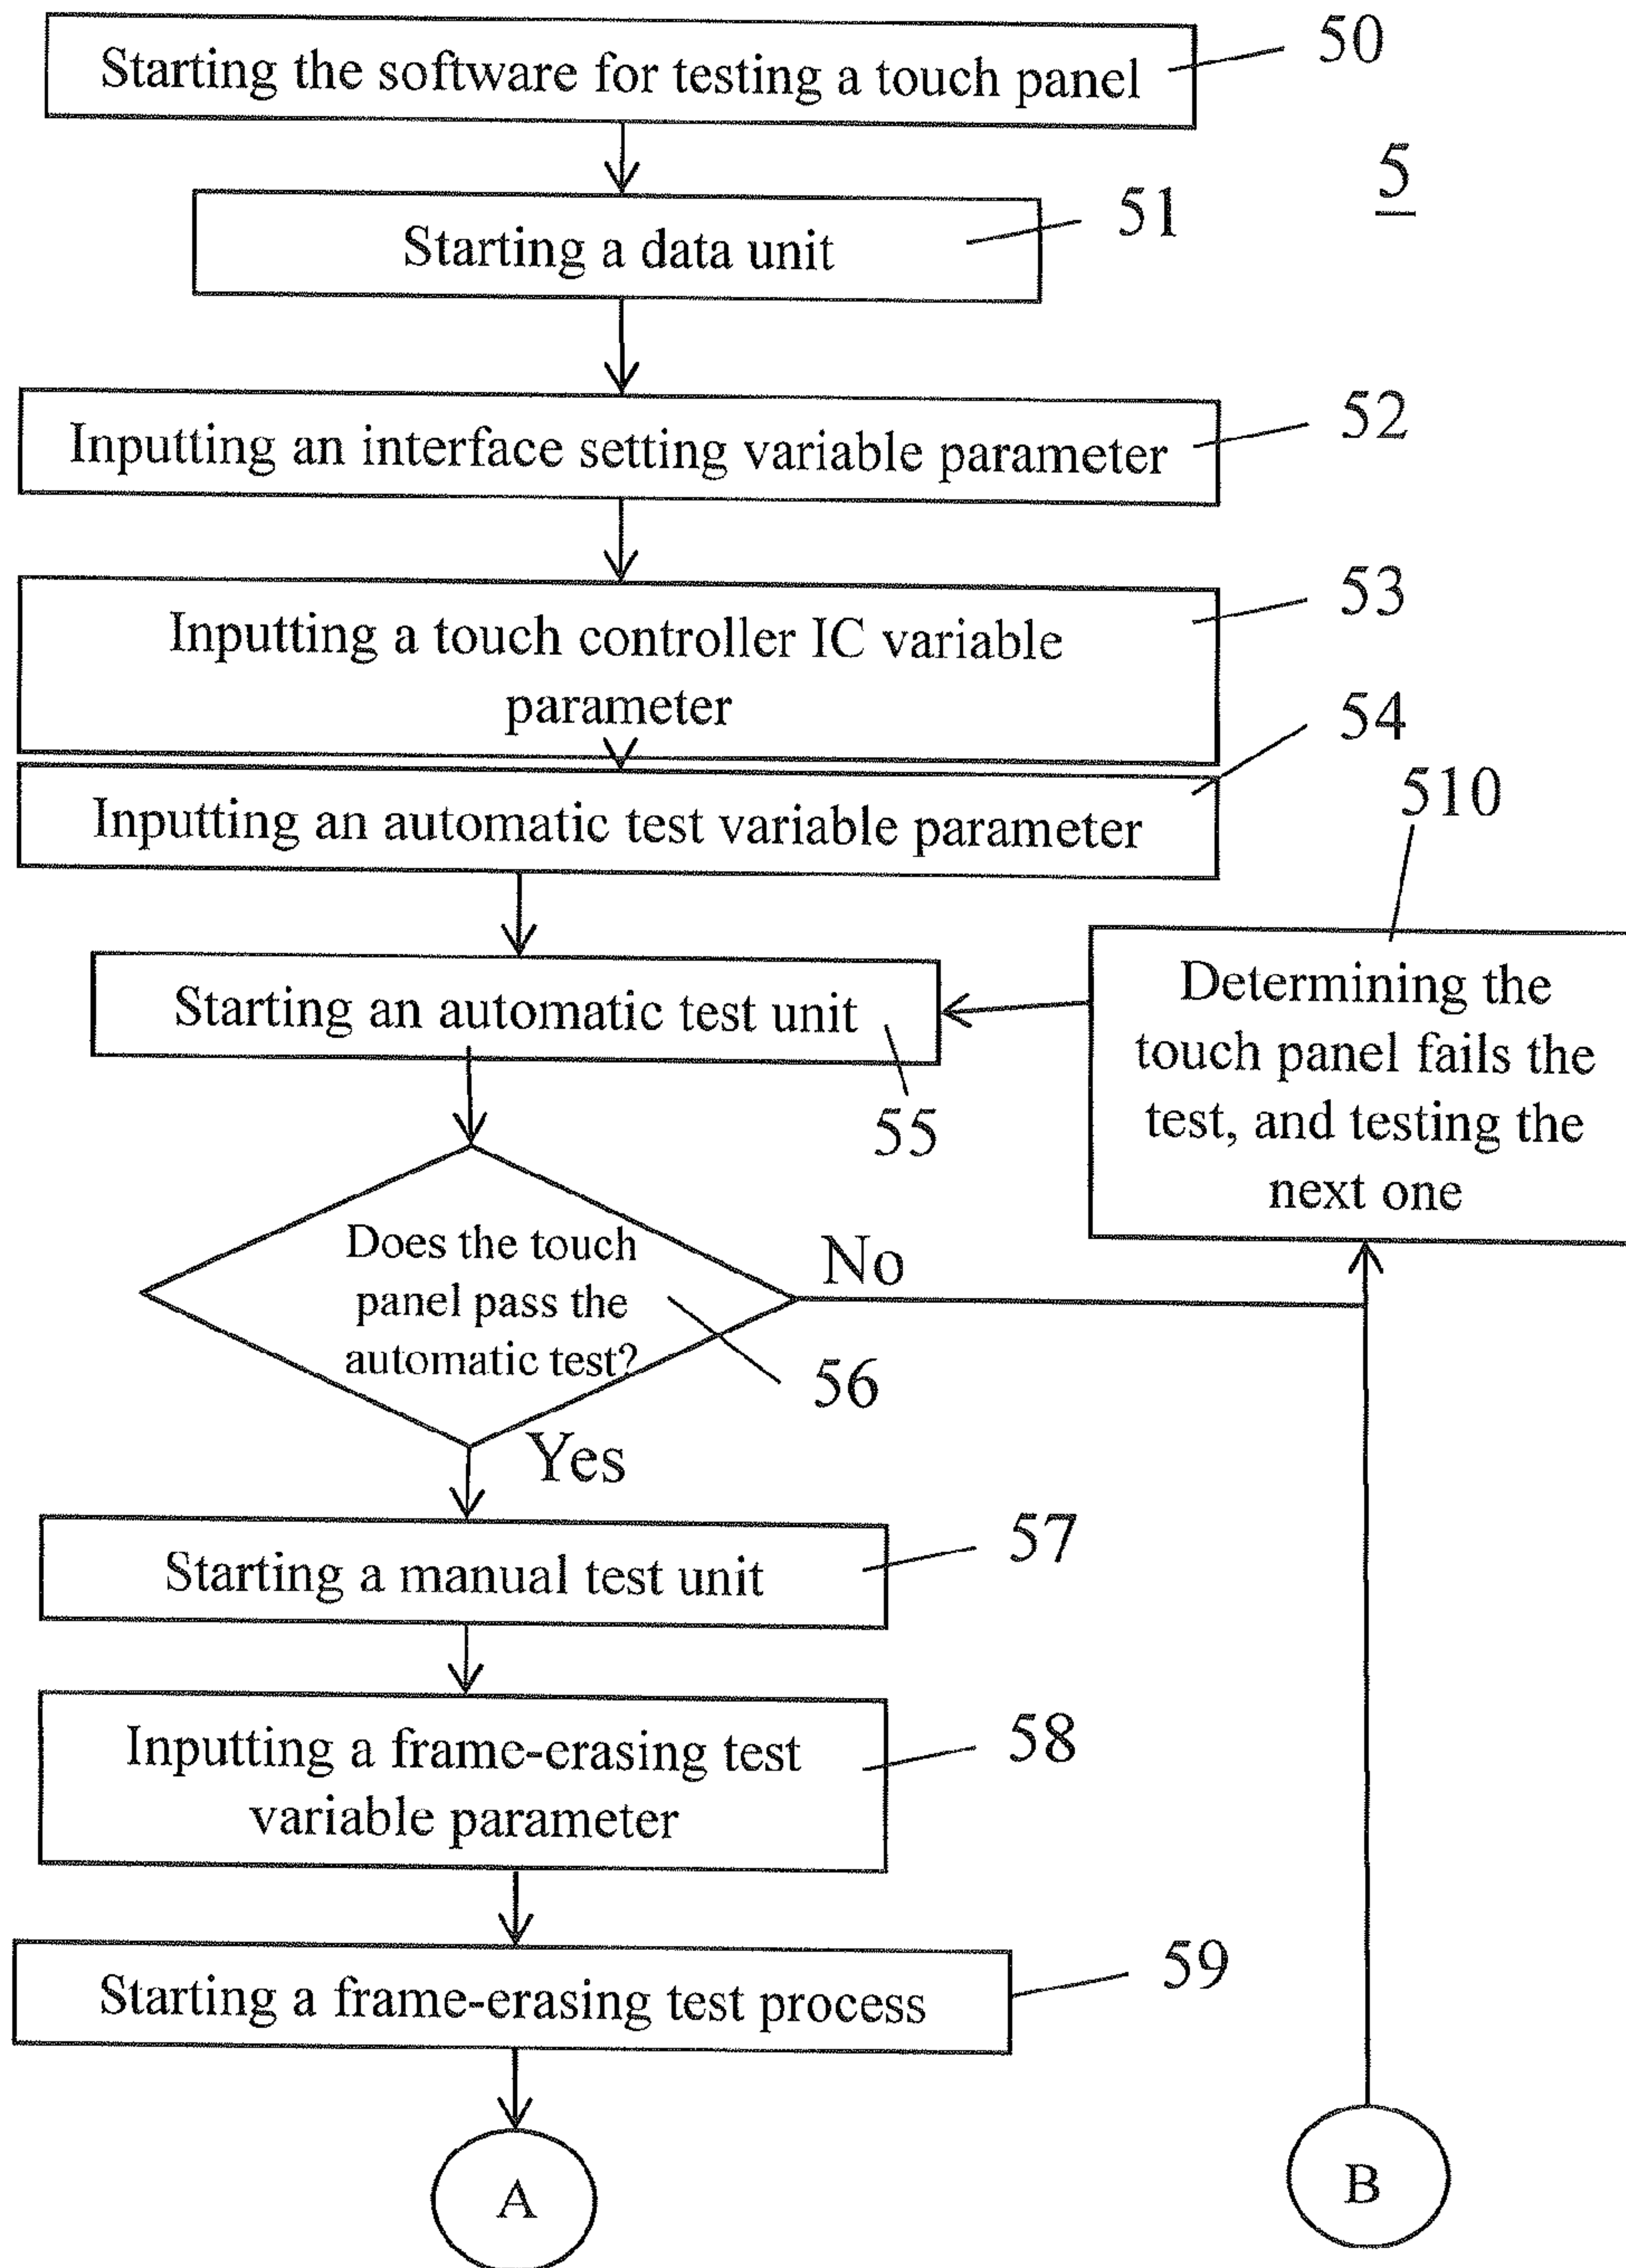 Starting the software for testing a touch panel
50
5
Starting a data unit
51
Inputting an interface setting variable parameter
52
Inputting a touch controller IC variable
parameter
53
54
Inputting an automatic test variable parameter
510
Starting an automatic test unit
55
Determining the
touch panel fails the
test, and testing the
next one
Does the touch
panel pass the
automatic test?
No
56
Yes
Starting a manual test unit
57
Inputting a frame-erasing test
variable parameter
58
Starting a frame-erasing test process
59
A
B